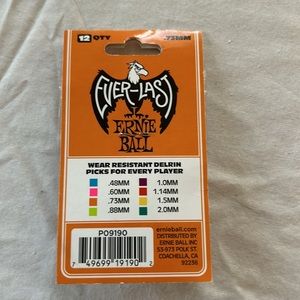 12 QTY .73MM
EVER-LAST
BY
ERNIE
BALL
WEAR RESISTANT DELRIN
PICKS FOR EVERY PLAYER
.48MM 1.0MM
.60MM 1.14MM
.73MM 1.5MM
.88MM 2.0MM
PO9190
7 49699 19190 2
ernieball.com
DISTRIBUTED BY
ERNIE BALL INC
53-973 POLK ST.
COACHELLA, CA
92236